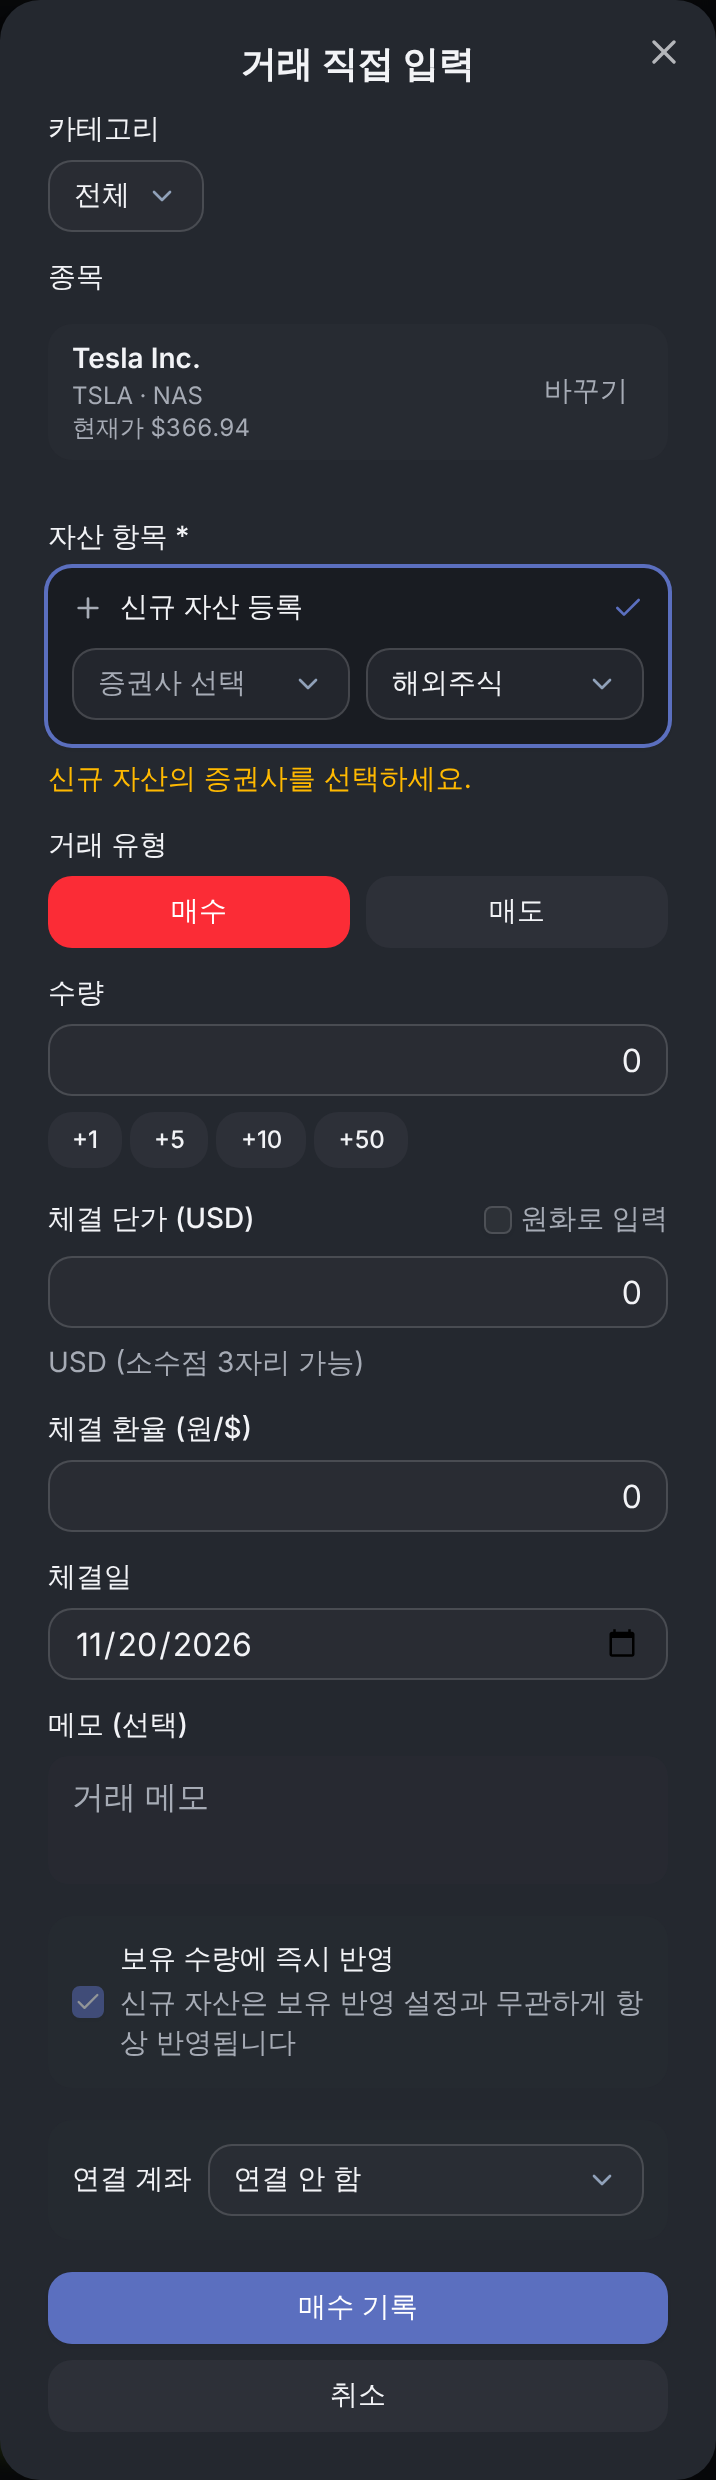 거래 직접 입력
카테고리
전체
종목
Tesla Inc.
TSLA · NAS
현재가 $366.94
바꾸기
자산 항목 *
신규 자산 등록
증권사 선택
해외주식
신규 자산의 증권사를 선택하세요.
거래 유형
매수
매도
수량
0
+1
+5
+10
+50
체결 단가 (USD)
원화로 입력
0
USD (소수점 3자리 가능)
체결 환율 (원/$)
0
체결일
11/20/2026
메모 (선택)
거래 메모
보유 수량에 즉시 반영
신규 자산은 보유 반영 설정과 무관하게 항
상 반영됩니다
연결 계좌
연결 안 함
매수 기록
취소